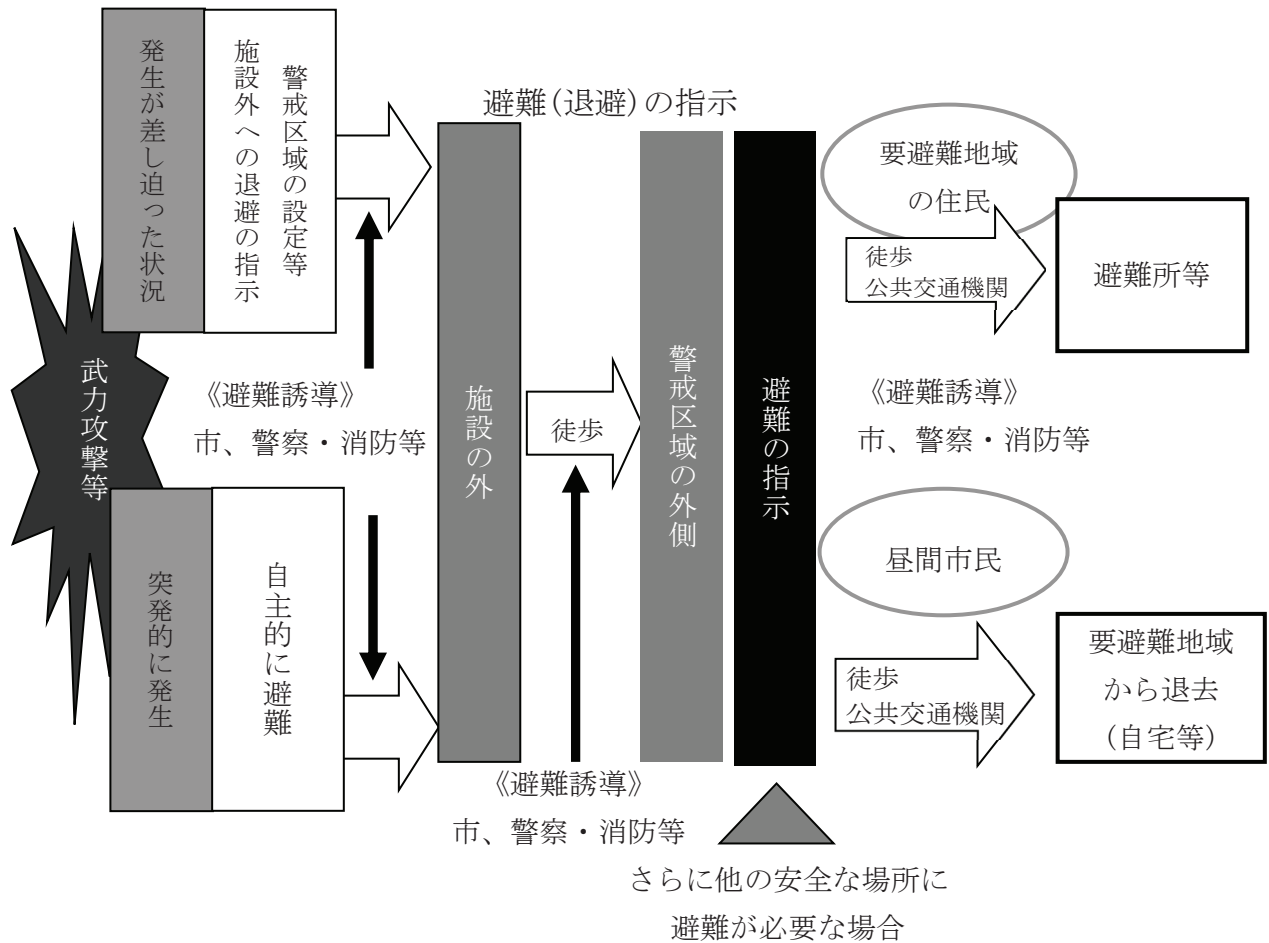 武力攻撃等
発生が差し迫った状況
警戒区域の設定等
施設外への退避の指示
突発的に発生
自主的に避難
《避難誘導》
市、警察・消防等
避難(退避)の指示
施設の外
徒歩
《避難誘導》
市、警察・消防等
警戒区域の外側
避難の指示
さらに他の安全な場所に
避難が必要な場合
要避難地域
の住民
徒歩
公共交通機関
避難所等
《避難誘導》
市、警察・消防等
昼間市民
徒歩
公共交通機関
要避難地域
から退去
(自宅等)